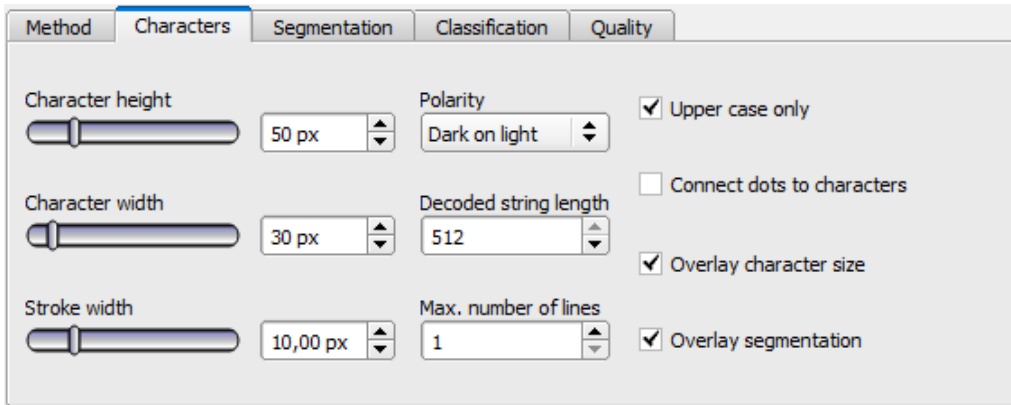 Method Characters Segmentation Classification Quality
Character height
50 px
Polarity
Dark on light
Upper case only
Connect dots to characters
Character width
30 px
Decoded string length
512
Overlay character size
Stroke width
10,00 px
Max. number of lines
1
Overlay segmentation